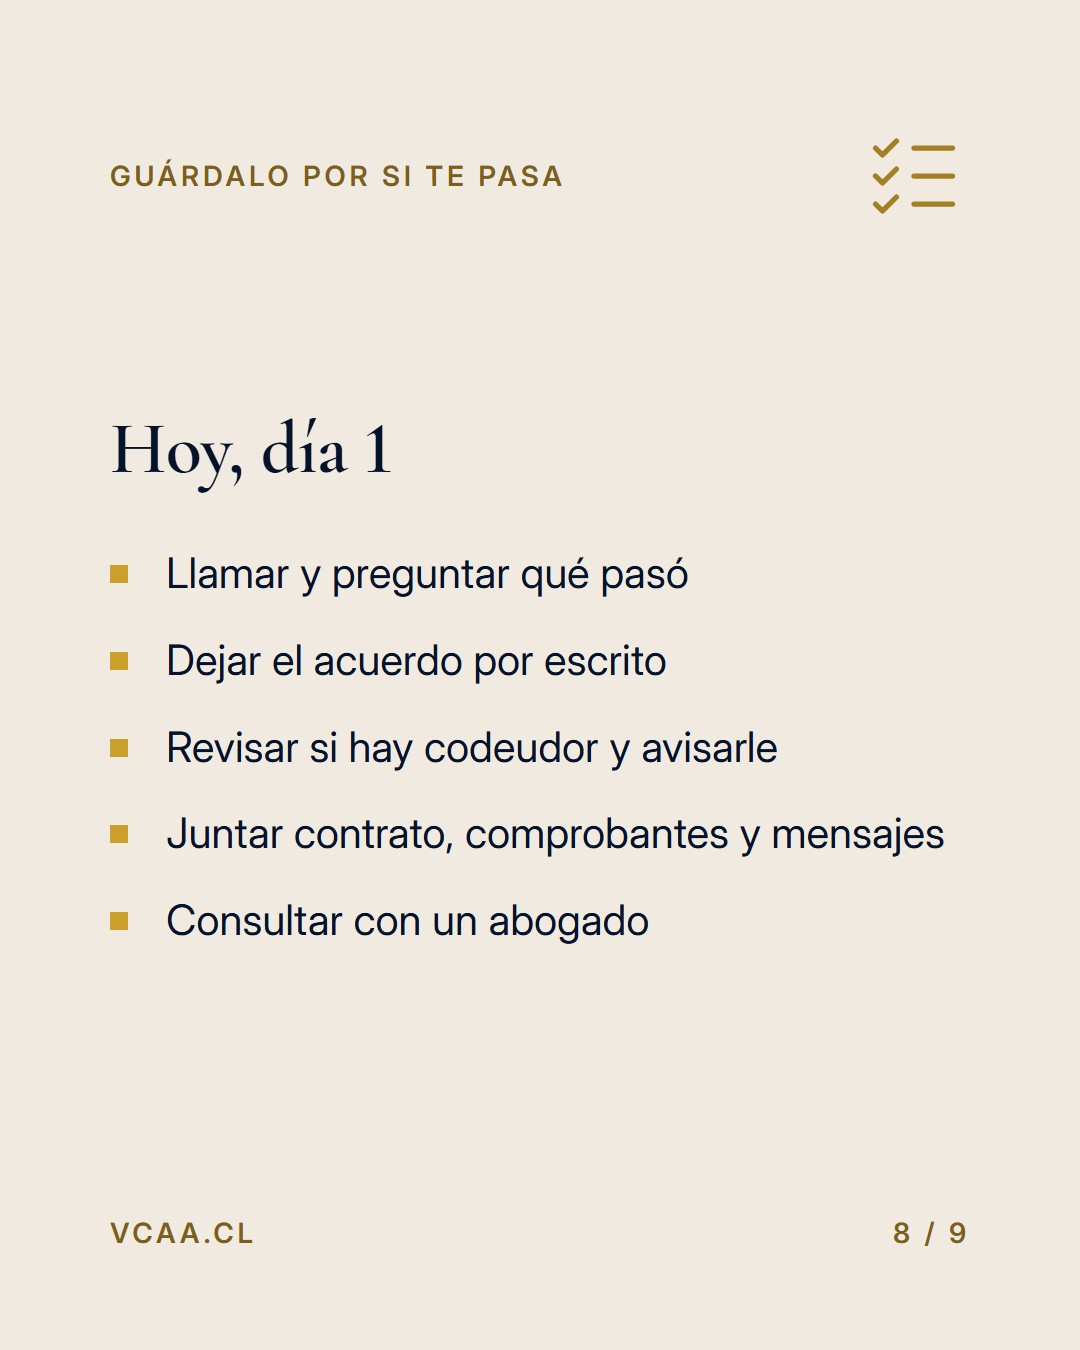 GUÁRDALO POR SI TE PASA
Hoy, día 1
Llamar y preguntar qué pasó
Dejar el acuerdo por escrito
Revisar si hay codeudor y avisarle
Juntar contrato, comprobantes y mensajes
Consultar con un abogado
VCAA.CL
8 / 9